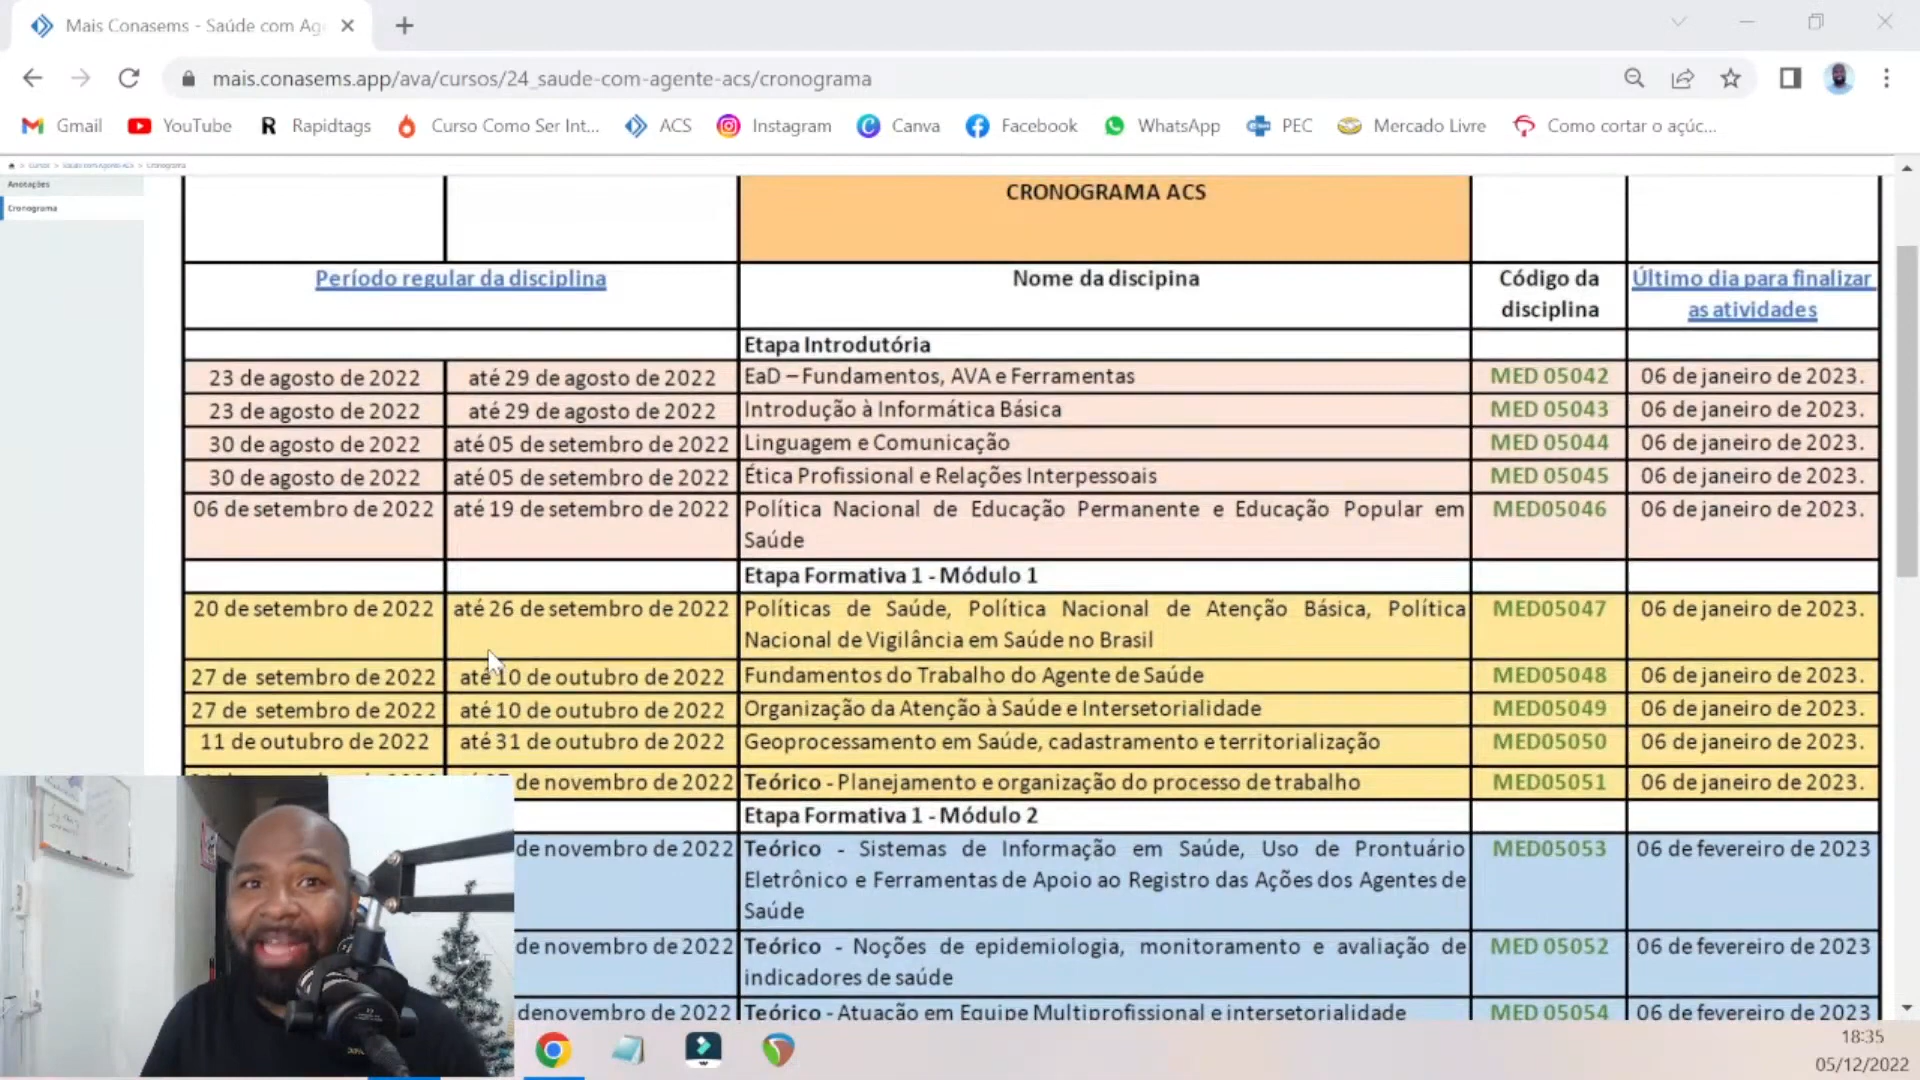 Mais Conasems - Saúde com Ag
mais.conasems.app/ava/cursos/24_saude-com-agente-acs/cronograma
Gmail YouTube Rapidtags Curso Como Ser Int... ACS Instagram Canva Facebook WhatsApp PEC Mercado Livre Como cortar o açúc...
> Cursos > Saúde com Agente-ACS > Cronograma
Anotações
Cronograma
CRONOGRAMA ACS
Período regular da disciplina Nome da discipina Código da disciplina Último dia para finalizar as atividades
Etapa Introdutória
23 de agosto de 2022 até 29 de agosto de 2022 EaD – Fundamentos, AVA e Ferramentas MED 05042 06 de janeiro de 2023.
23 de agosto de 2022 até 29 de agosto de 2022 Introdução à Informática Básica MED 05043 06 de janeiro de 2023.
30 de agosto de 2022 até 05 de setembro de 2022 Linguagem e Comunicação MED 05044 06 de janeiro de 2023.
30 de agosto de 2022 até 05 de setembro de 2022 Ética Profissional e Relações Interpessoais MED 05045 06 de janeiro de 2023.
06 de setembro de 2022 até 19 de setembro de 2022 Política Nacional de Educação Permanente e Educação Popular em MED05046 06 de janeiro de 2023.
Saúde
Etapa Formativa 1 - Módulo 1
20 de setembro de 2022 até 26 de setembro de 2022 Políticas de Saúde, Política Nacional de Atenção Básica, Política MED05047 06 de janeiro de 2023.
Nacional de Vigilância em Saúde no Brasil
27 de setembro de 2022 até 10 de outubro de 2022 Fundamentos do Trabalho do Agente de Saúde MED05048 06 de janeiro de 2023.
27 de setembro de 2022 até 10 de outubro de 2022 Organização da Atenção à Saúde e Intersetorialidade MED05049 06 de janeiro de 2023.
11 de outubro de 2022 até 31 de outubro de 2022 Geoprocessamento em Saúde, cadastramento e territorialização MED05050 06 de janeiro de 2023.
de novembro de 2022 Teórico - Planejamento e organização do processo de trabalho MED05051 06 de janeiro de 2023.
Etapa Formativa 1 - Módulo 2
de novembro de 2022 Teórico - Sistemas de Informação em Saúde, Uso de Prontuário MED05053 06 de fevereiro de 2023
Eletrônico e Ferramentas de Apoio ao Registro das Ações dos Agentes de
Saúde
de novembro de 2022 Teórico - Noções de epidemiologia, monitoramento e avaliação de MED 05052 06 de fevereiro de 2023
indicadores de saúde
denovembro de 2022 Teórico - Atuação em Equipe Multiprofissional e intersetorialidade MED 05054 06 de fevereiro de 2023
18:35
05/12/2022